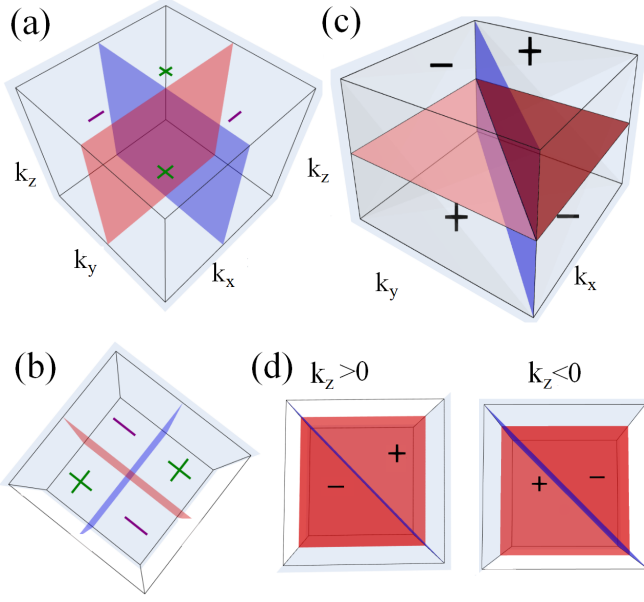 (a)
+
−
−
+
k_z
k_y
k_x
(c)
−
+
k_z
+
−
k_y
k_x
(b)
−
+
+
−
(d)
k_z >0
+
−
k_z<0
+
−